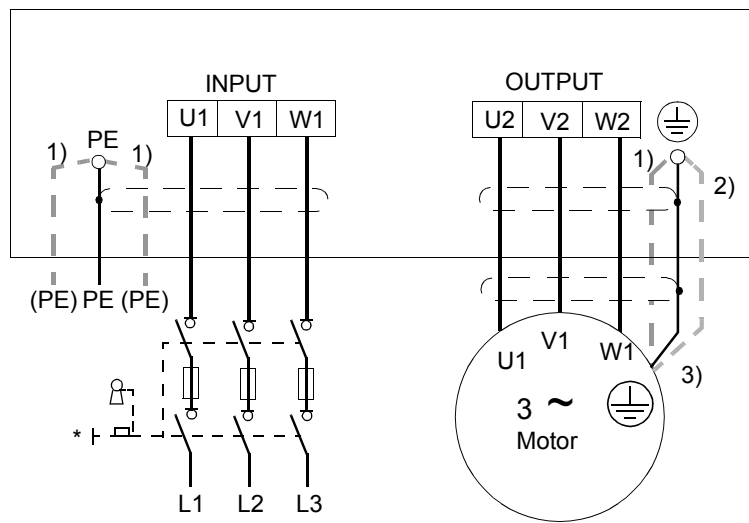 INPUT
OUTPUT
U1 V1 W1
U2 V2 W2
1) PE 1)
1)
2)
(PE) PE (PE)
U1 V1 W1
3)
3 ~
Motor
*
L1 L2 L3